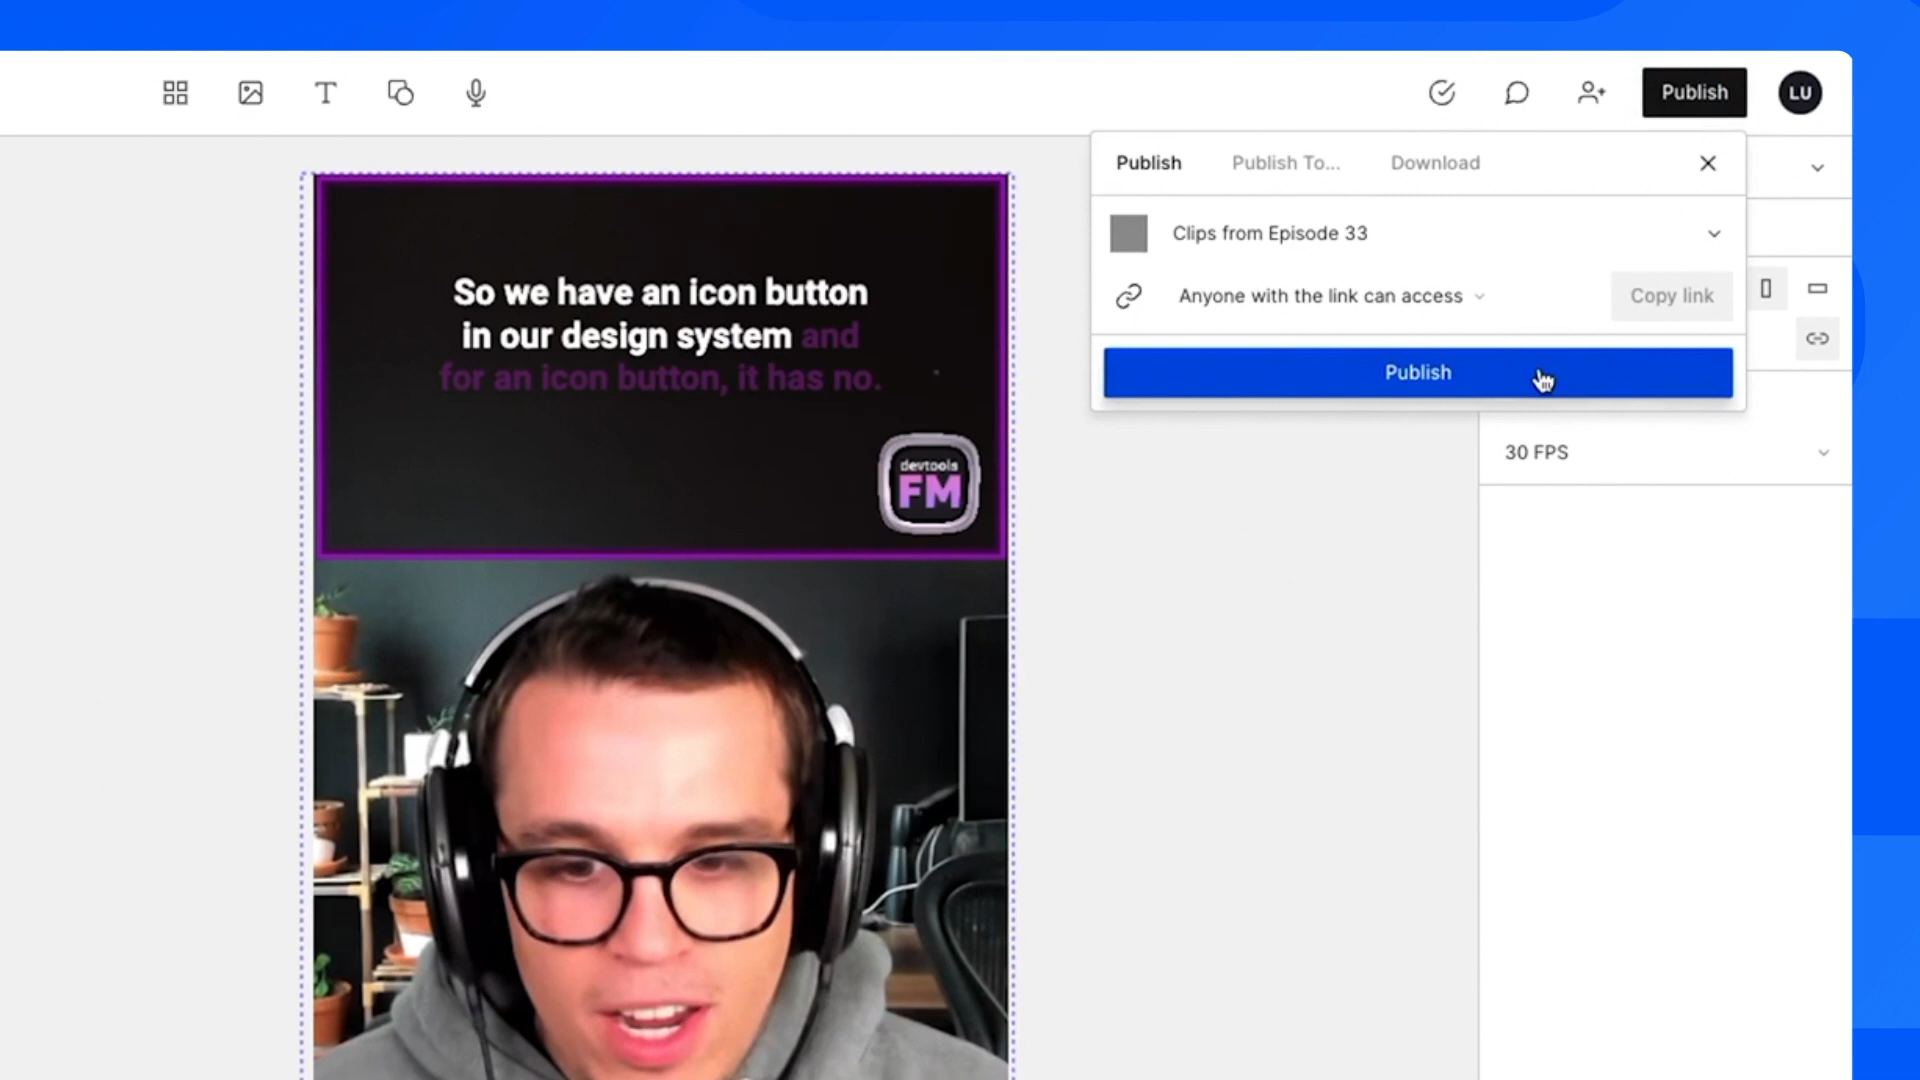 Publish
LU
Publish
Publish To...
Download
Clips from Episode 33
Anyone with the link can access
Copy link
Publish
30 FPS
So we have an icon button
in our design system and
for an icon button, it has no.
devtools
FM